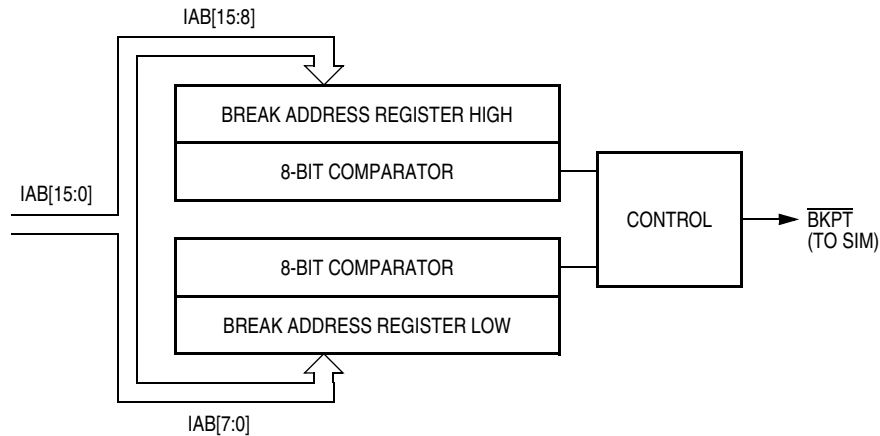 IAB[15:8]
BREAK ADDRESS REGISTER HIGH
8-BIT COMPARATOR
IAB[15:0]
CONTROL
BKPT
(TO SIM)
8-BIT COMPARATOR
BREAK ADDRESS REGISTER LOW
IAB[7:0]